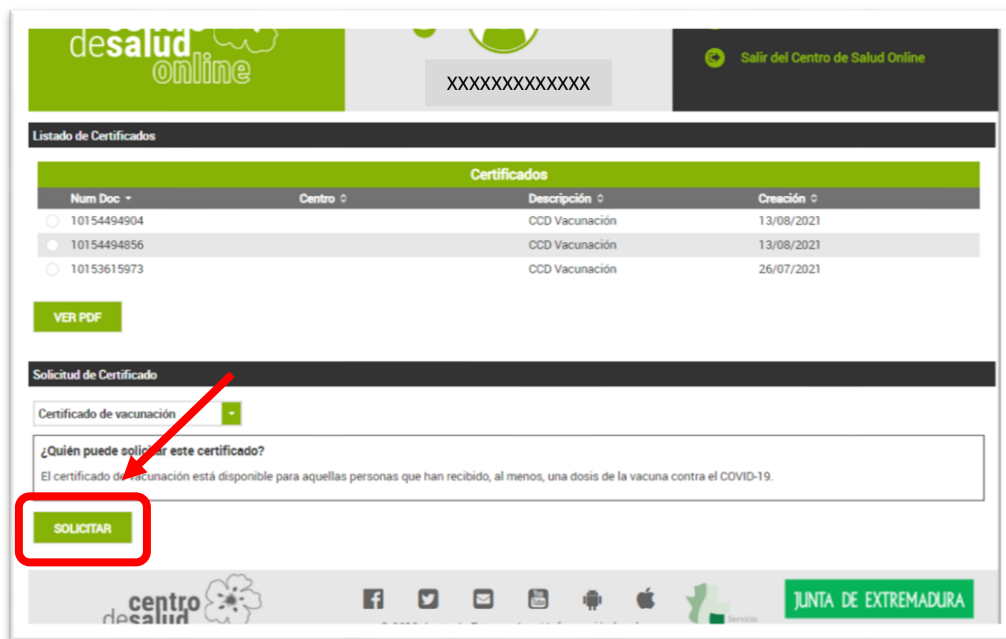 desalud
online
XXXXXXXXXXXXX
Salir del Centro de Salud Online
Listado de Certificados
Certificados
Num Doc Centro Descripción Creación
10154494904 CCD Vacunación 13/08/2021
10154494856 CCD Vacunación 13/08/2021
10153615973 CCD Vacunación 26/07/2021
VER PDF
Solicitud de Certificado
Certificado de vacunación
¿Quién puede solicitar este certificado?
El certificado de vacunación está disponible para aquellas personas que han recibido, al menos, una dosis de la vacuna contra el COVID-19.
SOLICITAR
centro
desalud
You Tube
Servicio
JUNTA DE EXTREMADURA